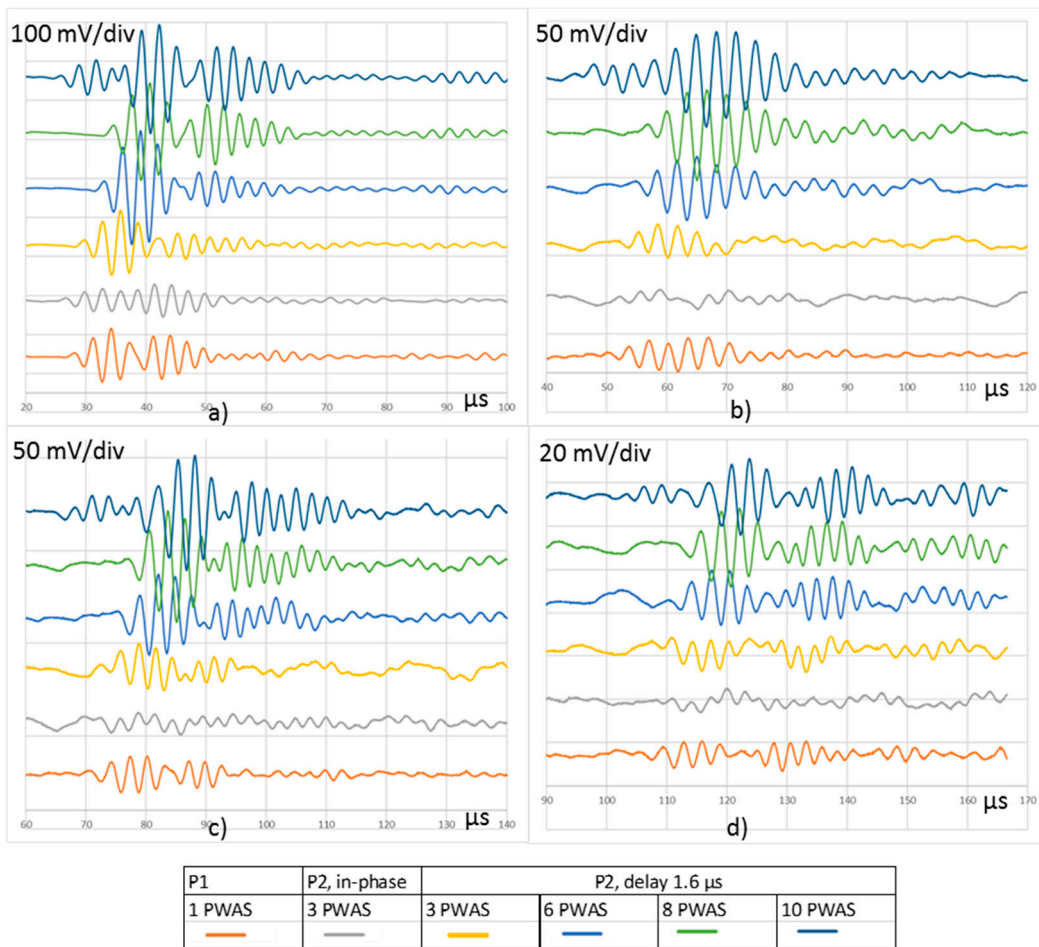 100 mV/div
20 30 40 50 60 70 80 90 100
μs
a)
50 mV/div
40 50 60 70 80 90 100 110 120
μs
b)
50 mV/div
60 70 80 90 100 110 120 130 140
μs
c)
20 mV/div
90 100 110 120 130 140 150 160 170
μs
d)
P1 P2, in-phase P2, delay 1.6 μs
1 PWAS 3 PWAS 3 PWAS 6 PWAS 8 PWAS 10 PWAS